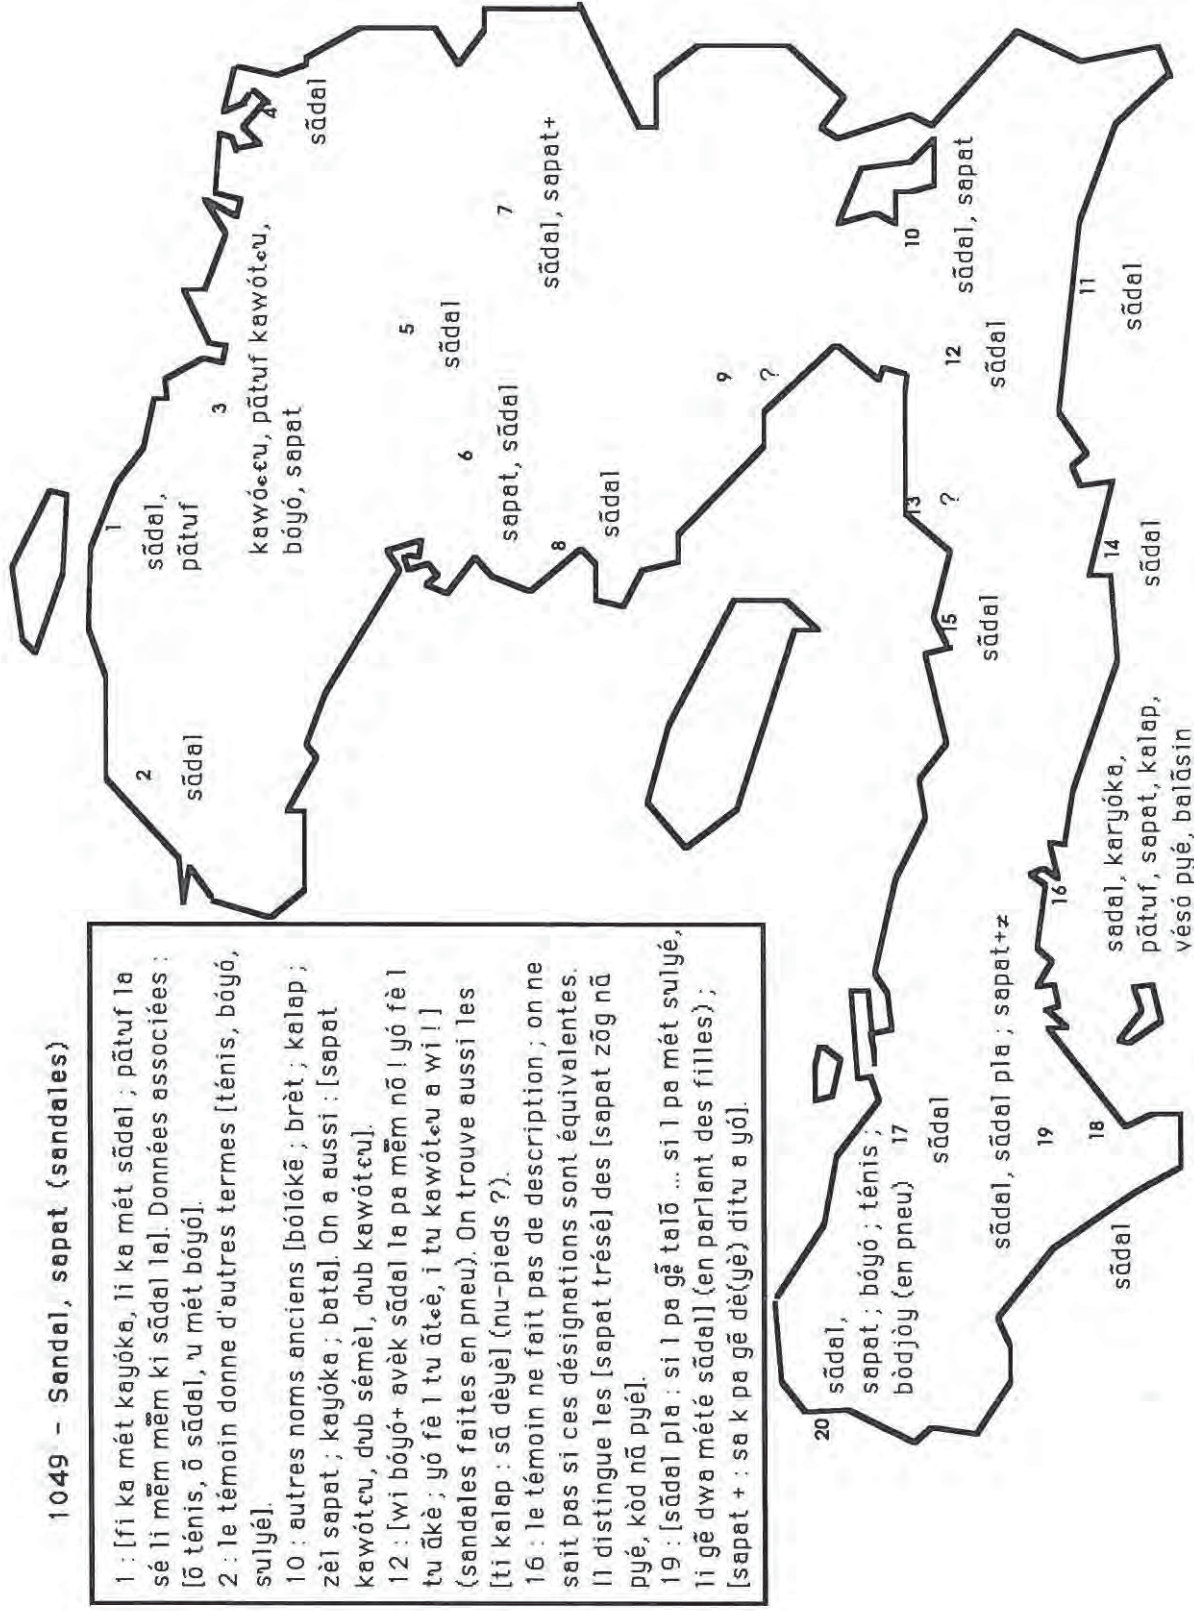 1049 - Sandal, sapat (sandales)
1 : [fi ka mét kayóka, li ka mét sãdal ; pãtuf la
sé li mẽm mẽm ki sãdal la]. Données associées :
[õ ténis, õ sãdal, u mét bóyó].
2 : le témoin donne d'autres termes [ténis, bóyó,
sulyé].
10 : autres noms anciens [bólókẽ ; brèt ; kalap ;
zèl sapat ; kayóka ; bata]. On a aussi : [sapat
kawótcu, dub sémèl, dub kawótcu].
12 : [wi bóyó+ avèk sãdal la pa mẽm nõ ! yó fè l
tu ãkè ; yó fè l tu ãtcè, i tu kawótcu a wi !]
(sandales faites en pneu). On trouve aussi les
[ti kalap : sã dèyè] (nu-pieds ?).
16 : le témoin ne fait pas de description ; on ne
sait pas si ces désignations sont équivalentes.
Il distingue les [sapat trésé] des [sapat zõg nã
pyé, kòd nã pyé].
19 : [sãdal pla : si l pa gẽ talõ ... si l pa mét sulyé,
li gẽ dwa mété sãdal] (en parlant des filles) ;
[sapat + : sa k pa gẽ dè(yè) ditu a yó].
1
sãdal,
pãtuf
2
sãdal
3
kawóccu, pãtuf kawótcu,
bóyó, sapat
4
sãdal
5
sãdal
6
sapat, sãdal
7
sãdal, sapat+
8
sãdal
9
?
10
sãdal, sapat
11
sãdal
12
sãdal
13
?
14
sãdal
15
sãdal
16
sadal, karyóka,
pãtuf, sapat, kalap,
vésó pyé, balãsin
17
sãdal
18
sãdal
19
sãdal, sãdal pla ; sapat+≠
20
sãdal,
sapat ; bóyó ; ténis ;
bòdjòy (en pneu)